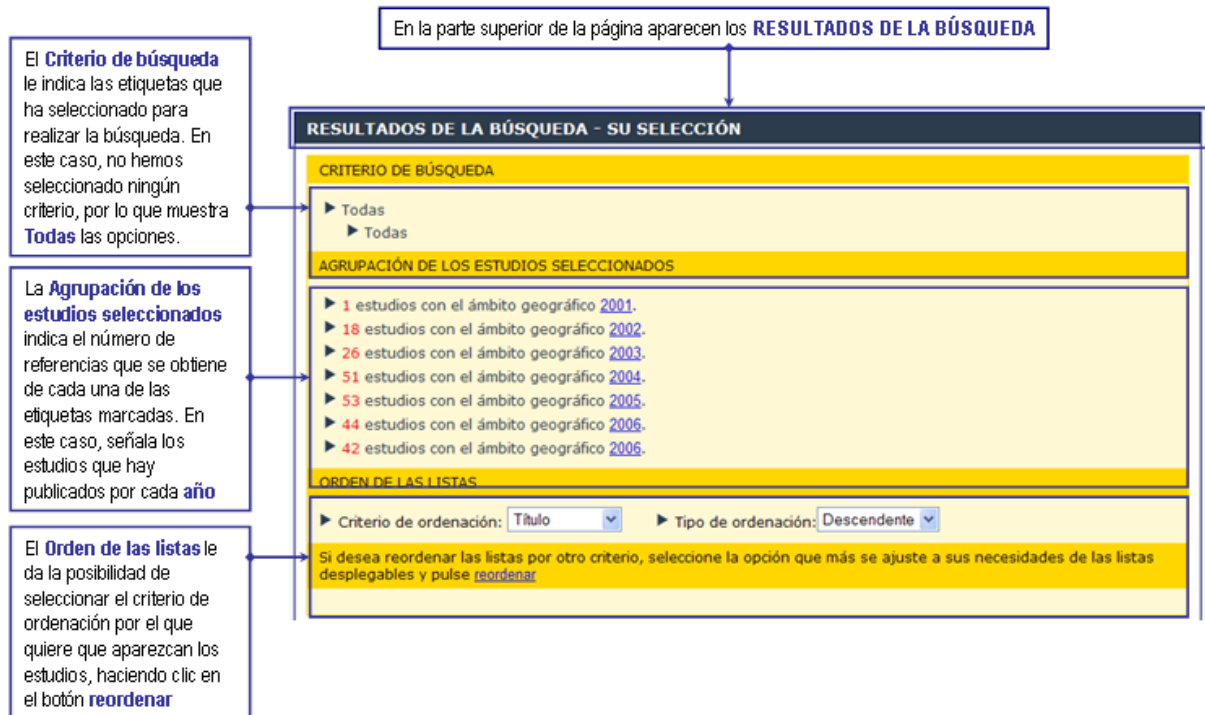 En la parte superior de la página aparecen los RESULTADOS DE LA BÚSQUEDA
El Criterio de búsqueda
le indica las etiquetas que
ha seleccionado para
realizar la búsqueda. En
este caso, no hemos
seleccionado ningún
criterio, por lo que muestra
Todas las opciones.
La Agrupación de los
estudios seleccionados
indica el número de
referencias que se obtiene
de cada una de las
etiquetas marcadas. En
este caso, señala los
estudios que hay
publicados por cada año
El Orden de las listas le
da la posibilidad de
seleccionar el criterio de
ordenación por el que
quiere que aparezcan los
estudios, haciendo clic en
el botón reordenar
RESULTADOS DE LA BÚSQUEDA - SU SELECCIÓN
CRITERIO DE BÚSQUEDA
Todas
Todas
AGRUPACIÓN DE LOS ESTUDIOS SELECCIONADOS
1 estudios con el ámbito geográfico 2001.
18 estudios con el ámbito geográfico 2002.
26 estudios con el ámbito geográfico 2003.
51 estudios con el ámbito geográfico 2004.
53 estudios con el ámbito geográfico 2005.
44 estudios con el ámbito geográfico 2006.
42 estudios con el ámbito geográfico 2006.
ORDEN DE LAS LISTAS
Criterio de ordenación: Título Tipo de ordenación: Descendente
Si desea reordenar las listas por otro criterio, seleccione la opción que más se ajuste a sus necesidades de las listas
desplegables y pulse reordenar